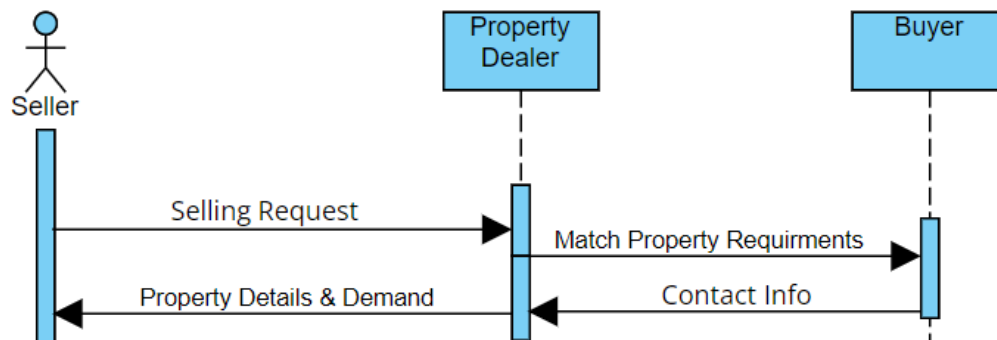 Property
Dealer
Buyer
Seller
Selling Request
Match Property Requirments
Property Details & Demand
Contact Info